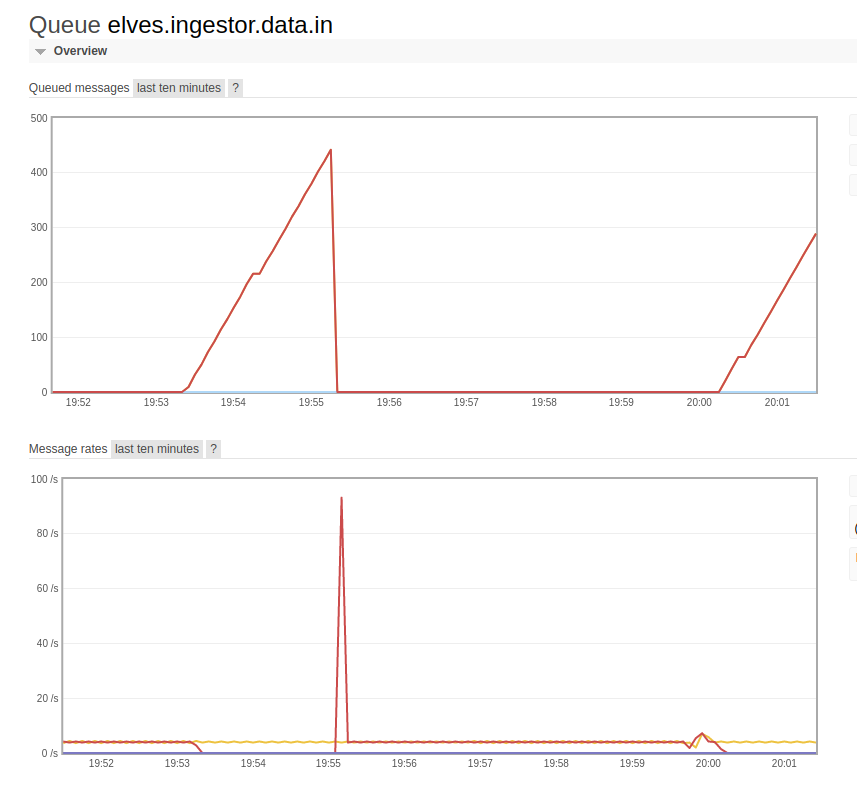 Queue elves.ingestor.data.in
Overview
Queued messages last ten minutes ?
500
400
300
200
100
0
19:52 19:53 19:54 19:55 19:56 19:57 19:58 19:59 20:00 20:01
Message rates last ten minutes ?
100 /s
80 /s
60 /s
40 /s
20 /s
0 /s
19:52 19:53 19:54 19:55 19:56 19:57 19:58 19:59 20:00 20:01